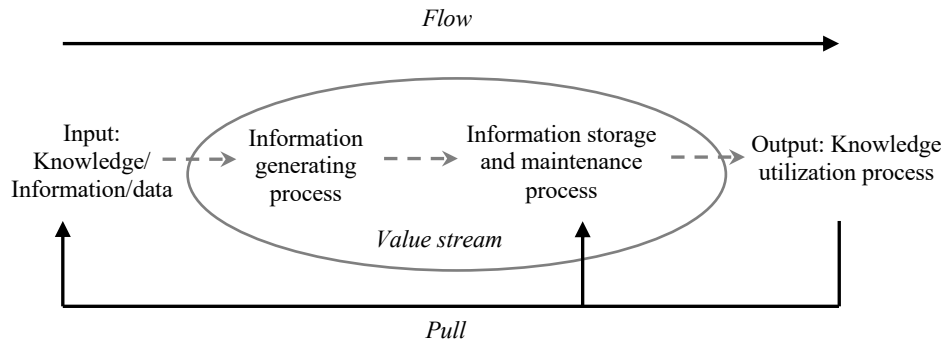 Flow
Input:
Knowledge/
Information/data
Information
generating
process
Information storage
and maintenance
process
Output: Knowledge
utilization process
Value stream
Pull